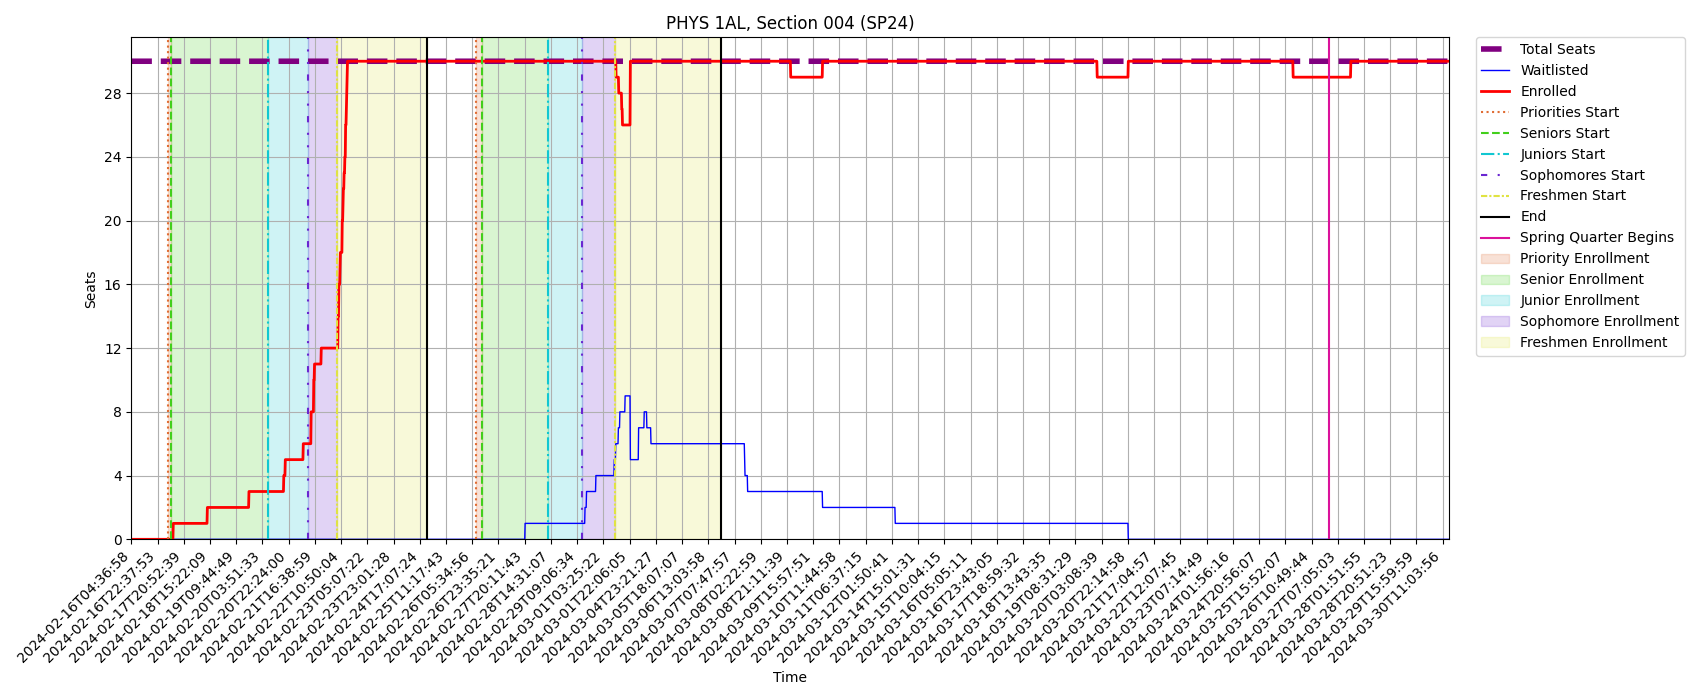 PHYS 1AL, Section 004 (SP24)
Seats
28
24
20
16
12
8
4
0
2024-02-16T04:36:58
2024-02-16T22:37:53
2024-02-17T20:52:39
2024-02-18T15:22:09
2024-02-19T09:44:49
2024-02-20T03:51:33
2024-02-20T22:24:00
2024-02-21T16:38:59
2024-02-22T10:50:04
2024-02-23T05:07:22
2024-02-23T23:01:28
2024-02-24T17:07:24
2024-02-25T11:17:43
2024-02-26T05:34:56
2024-02-26T23:35:21
2024-02-27T20:11:43
2024-02-28T14:31:07
2024-02-29T09:06:34
2024-03-01T03:25:22
2024-03-01T22:06:05
2024-03-04T23:21:27
2024-03-05T18:07:07
2024-03-06T13:03:58
2024-03-07T07:47:57
2024-03-08T02:22:59
2024-03-08T21:11:39
2024-03-09T15:57:51
2024-03-10T11:44:58
2024-03-11T06:37:15
2024-03-12T01:50:41
2024-03-14T15:01:31
2024-03-15T10:04:15
2024-03-16T05:05:11
2024-03-16T23:43:05
2024-03-17T18:59:32
2024-03-18T13:43:35
2024-03-19T08:31:29
2024-03-20T03:08:39
2024-03-20T22:14:58
2024-03-21T17:04:57
2024-03-22T12:07:45
2024-03-23T07:14:49
2024-03-24T01:56:16
2024-03-24T20:56:07
2024-03-25T15:52:07
2024-03-26T10:49:44
2024-03-27T07:05:03
2024-03-28T01:51:55
2024-03-28T20:51:23
2024-03-29T15:59:59
2024-03-30T11:03:56
Time
Total Seats
Waitlisted
Enrolled
Priorities Start
Seniors Start
Juniors Start
Sophomores Start
Freshmen Start
End
Spring Quarter Begins
Priority Enrollment
Senior Enrollment
Junior Enrollment
Sophomore Enrollment
Freshmen Enrollment